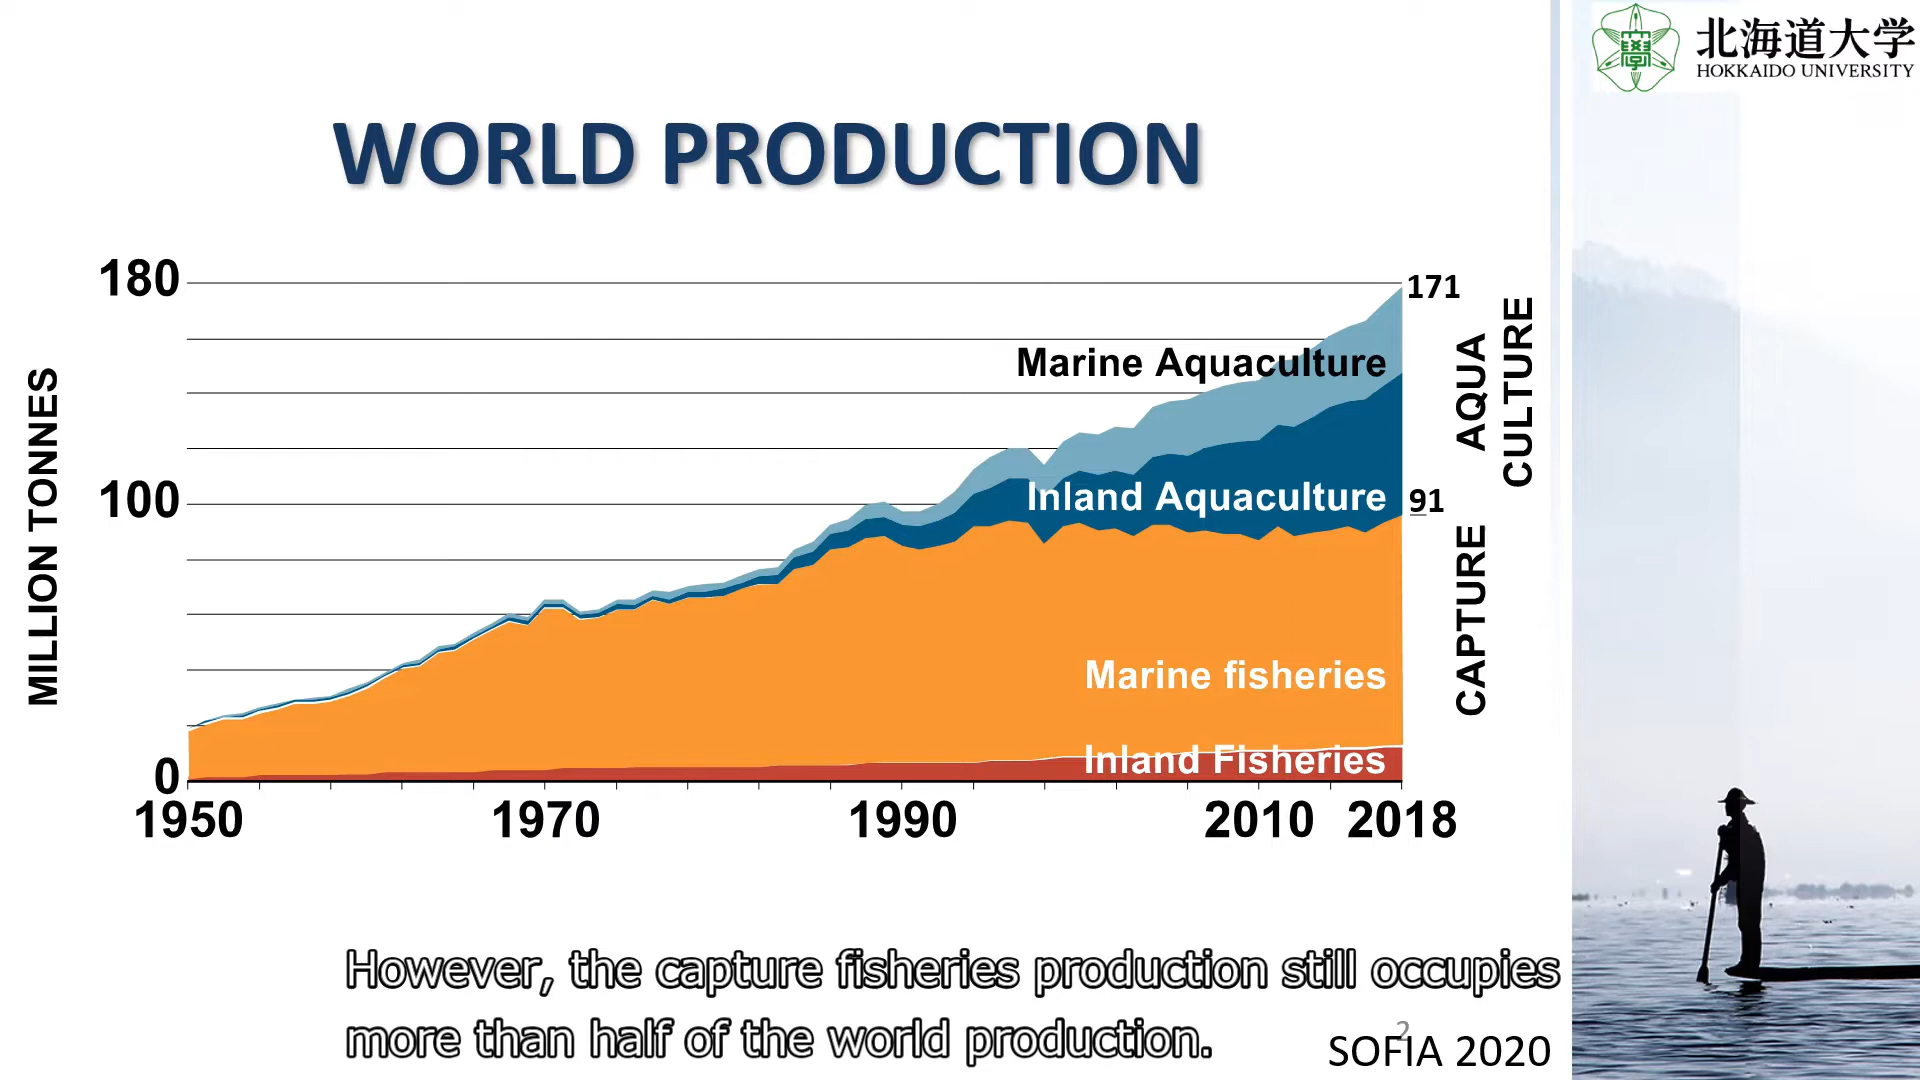 北海道大学
HOKKAIDO UNIVERSITY
WORLD PRODUCTION
180
171
MILLION TONNES
AQUA
CULTURE
Marine Aquaculture
100
Inland Aquaculture
91
CAPTURE
Marine fisheries
Inland Fisheries
0
1950 1970 1990 2010 2018
However, the capture fisheries production still occupies
more than half of the world production.
2
SOFIA 2020